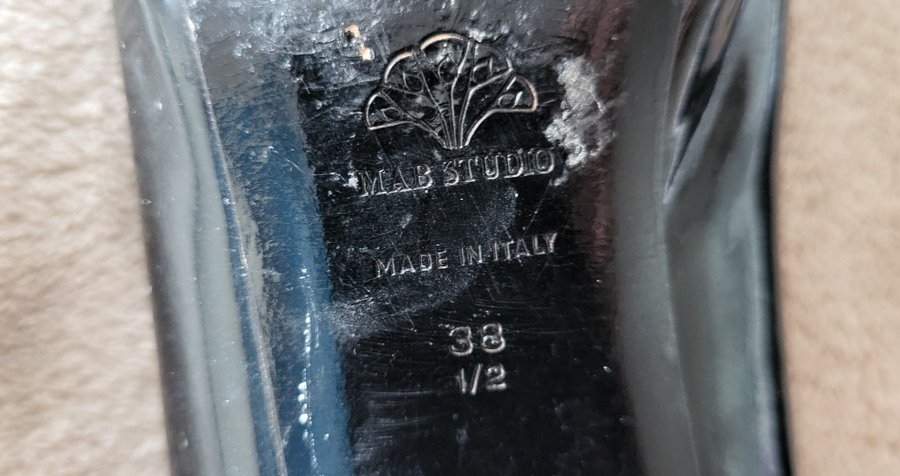 MAB STUDIO
MADE IN ITALY
38
1/2